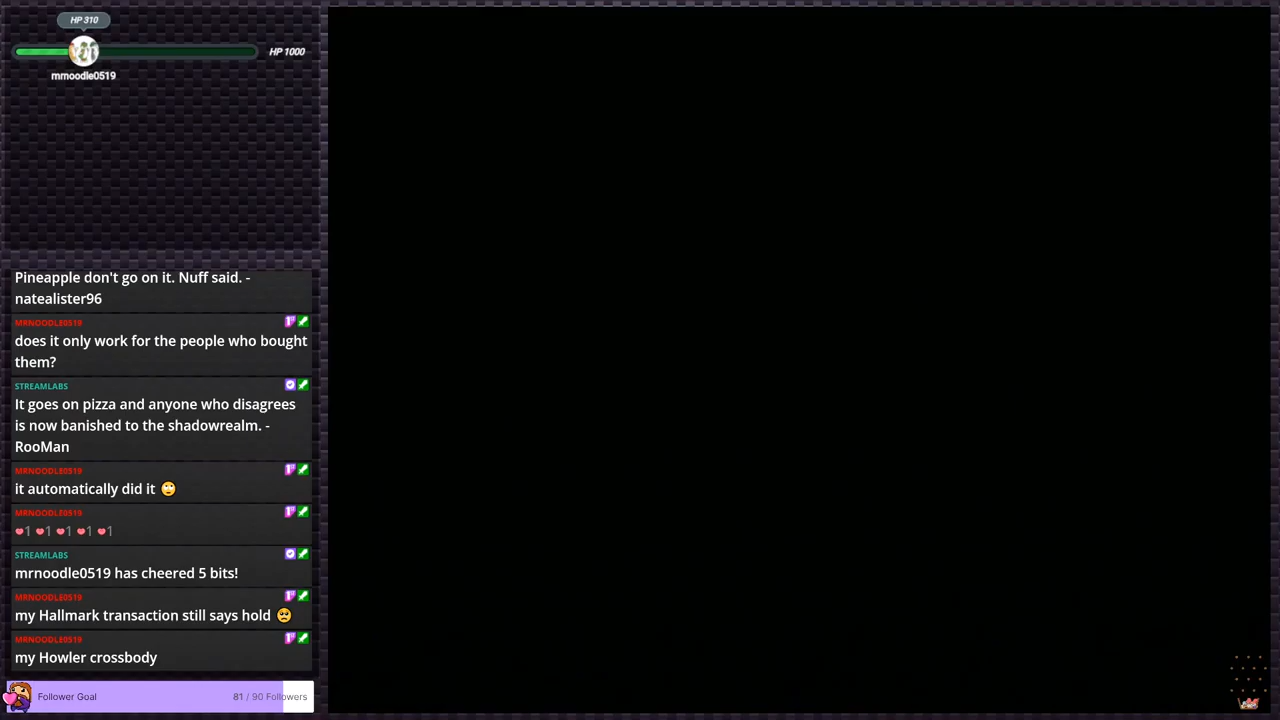 HP 310
HP 1000
mrnoodle0519
Pineapple don't go on it. Nuff said. -
natealister96
MRNOODLE0519
does it only work for the people who bought
them?
STREAMLABS
It goes on pizza and anyone who disagrees
is now banished to the shadowrealm. -
RooMan
MRNOODLE0519
it automatically did it
MRNOODLE0519
1 1 1 1 1
STREAMLABS
mrnoodle0519 has cheered 5 bits!
MRNOODLE0519
my Hallmark transaction still says hold
MRNOODLE0519
my Howler crossbody
Follower Goal
81 / 90 Followers